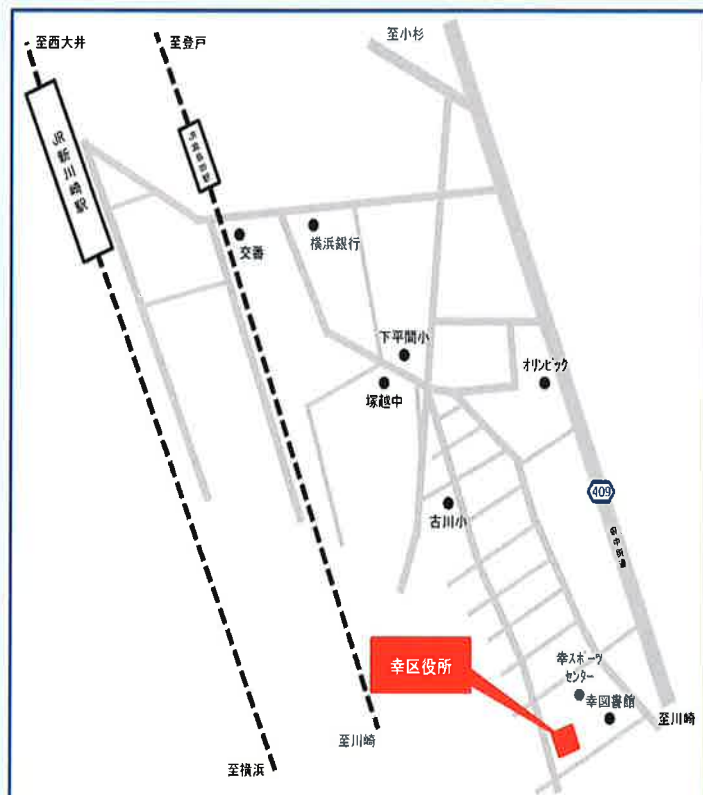 至西大井
至登戸
至小杉
JR新川崎駅
交番
横浜銀行
下平間小
塚越中
オリンピック
409
古川小
幸区役所
幸スポーツ
センター
幸図書館
至川崎
至川崎
至横浜